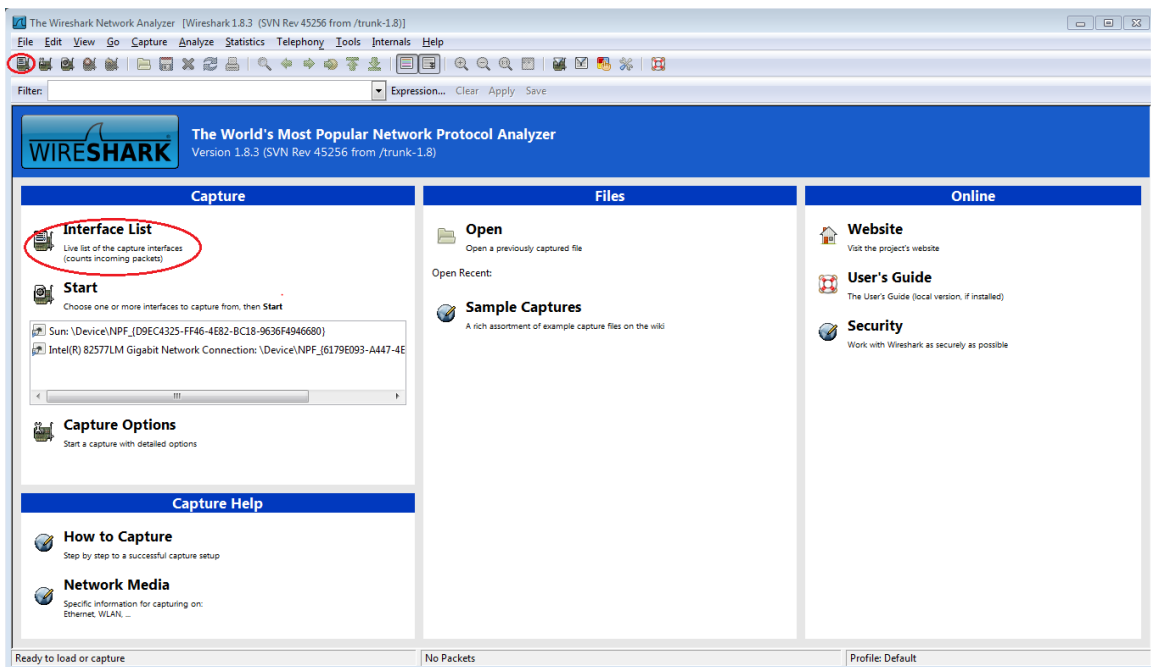 The Wireshark Network Analyzer [Wireshark 1.8.3 (SVN Rev 45256 from /trunk-1.8)]
File Edit View Go Capture Analyze Statistics Telephony Tools Internals Help
Filter: Expression... Clear Apply Save
WIRESHARK
The World's Most Popular Network Protocol Analyzer
Version 1.8.3 (SVN Rev 45256 from /trunk-1.8)
Capture
Interface List
Live list of the capture interfaces
(counts incoming packets)
Start
Choose one or more interfaces to capture from, then Start
Sun: \Device\NPF_{D9EC4325-FF46-4E82-BC18-9636F4946680}
Intel(R) 82577LM Gigabit Network Connection: \Device\NPF_{6179E093-A447-4E
Capture Options
Start a capture with detailed options
Capture Help
How to Capture
Step by step to a successful capture setup
Network Media
Specific information for capturing on:
Ethernet, WLAN, ...
Files
Open
Open a previously captured file
Open Recent:
Sample Captures
A rich assortment of example capture files on the wiki
Online
Website
Visit the project's website
User's Guide
The User's Guide (local version, if installed)
Security
Work with Wireshark as securely as possible
Ready to load or capture
No Packets
Profile: Default